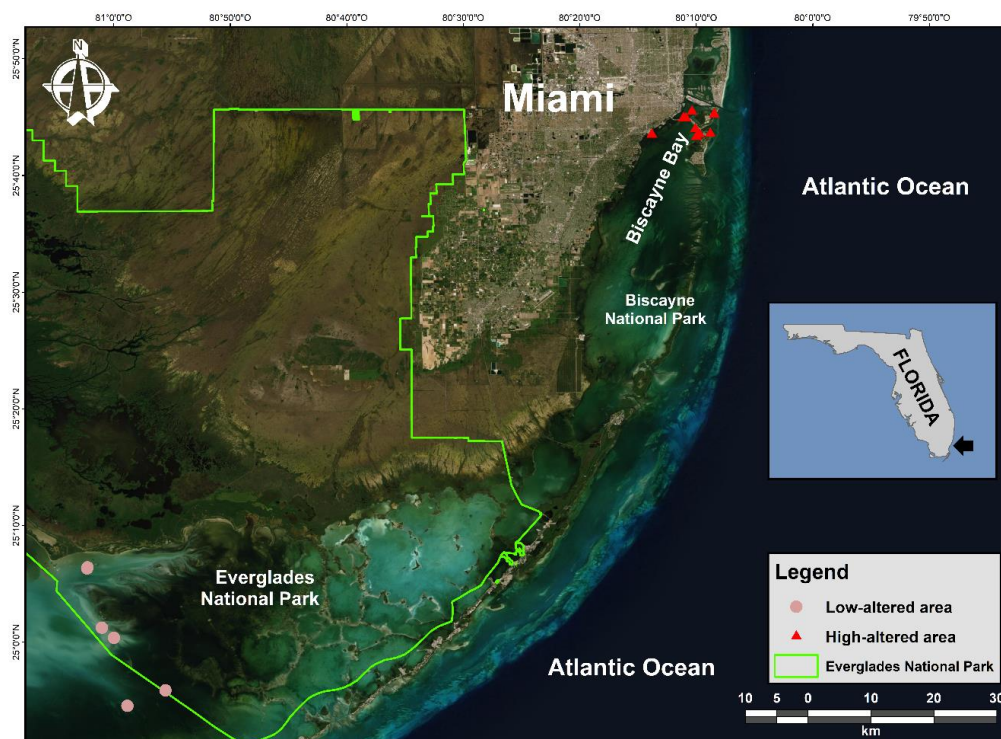 81°0'0"
80°50'0"
80°40'0"
80°30'0"
80°20'0"
80°10'0"
80°0'0"
79°50'0"
N
25°50'0"N
25°40'0"N
25°30'0"N
25°20'0"N
25°10'0"N
25°0'0"N
Miami
Biscayne Bay
Atlantic Ocean
Biscayne
National Park
FLORIDA
Everglades
National Park
Atlantic Ocean
Legend
Low-altered area
High-altered area
Everglades National Park
10 5 0 10 20 30
km